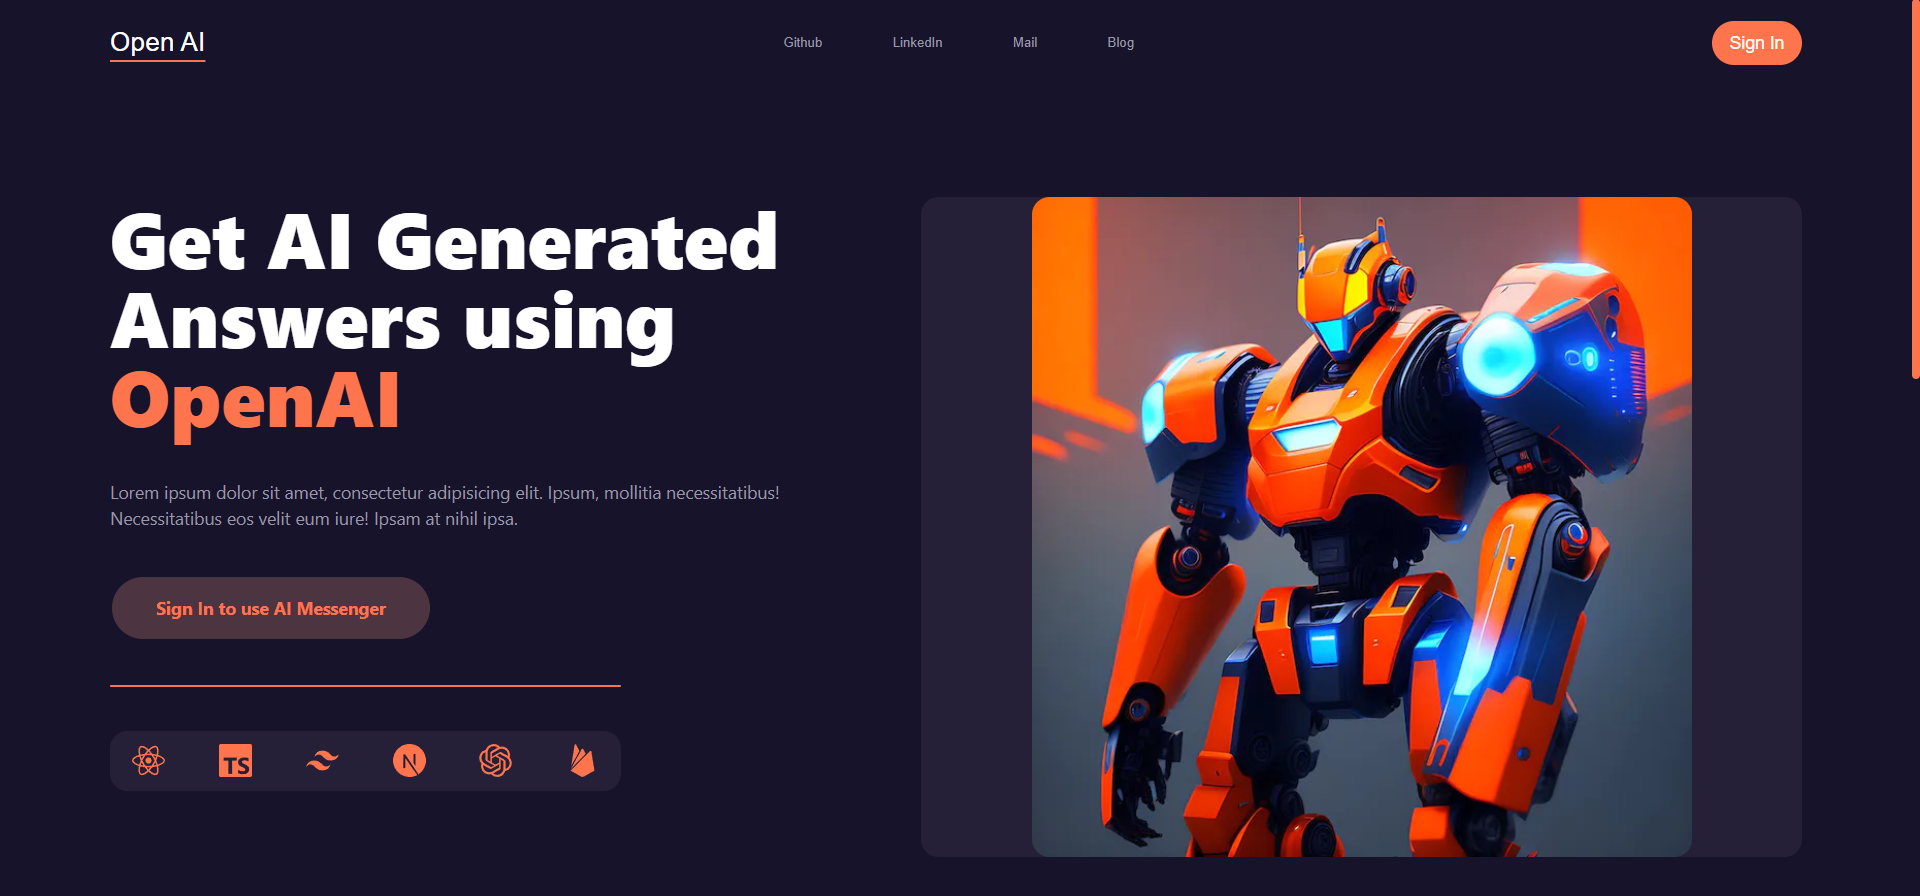 Open AI
Github
LinkedIn
Mail
Blog
Sign In
Get AI Generated
Answers using
OpenAI
Lorem ipsum dolor sit amet, consectetur adipisicing elit. Ipsum, mollitia necessitatibus!
Necessitatibus eos velit eum iure! Ipsam at nihil ipsa.
Sign In to use AI Messenger
TS
N